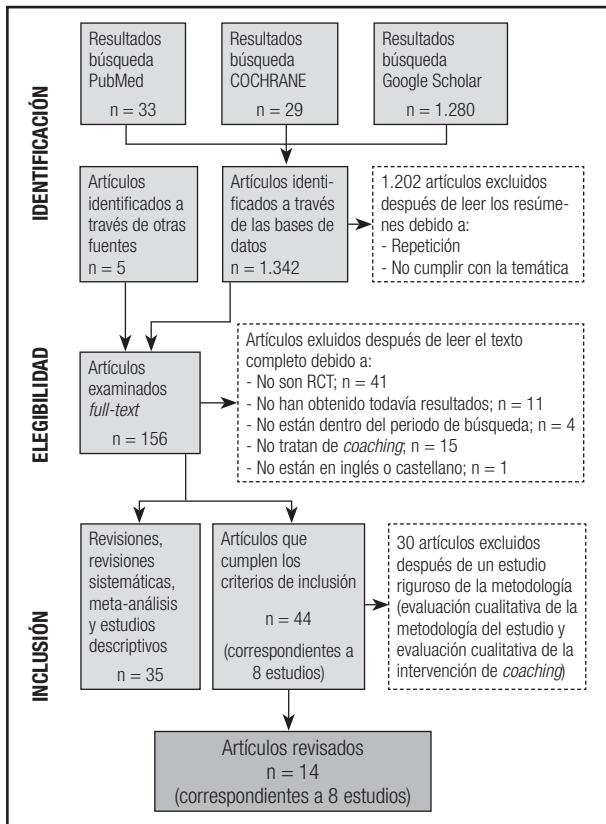 IDENTIFICACIÓN
Resultados
búsqueda
PubMed
n = 33
Resultados
búsqueda
COCHRANE
n = 29
Resultados
búsqueda
Google Scholar
n = 1.280
Artículos
identificados a
través de otras
fuentes
n = 5
Artículos identi-
ficados a través
de las bases de
datos
n = 1.342
1.202 artículos excluidos
después de leer los resúme-
nes debido a:
- Repetición
- No cumplir con la temática
ELEGIBILIDAD
Artículos
examinados
full-text
n = 156
Artículos exluidos después de leer el texto
completo debido a:
- No son RCT; n = 41
- No han obtenido todavía resultados; n = 11
- No están dentro del periodo de búsqueda; n = 4
- No tratan de coaching; n = 15
- No están en inglés o castellano; n = 1
INCLUSIÓN
Revisiones,
revisiones
sistemáticas,
meta-análisis
y estudios
descriptivos
n = 35
Artículos que
cumplen los
criterios de inclusión
n = 44
(correspondientes a
8 estudios)
30 artículos excluidos
después de un estudio
riguroso de la metodología
(evaluación cualitativa de la
metodología del estudio y
evaluación cualitativa de la
intervención de coaching)
Artículos revisados
n = 14
(correspondientes a 8 estudios)